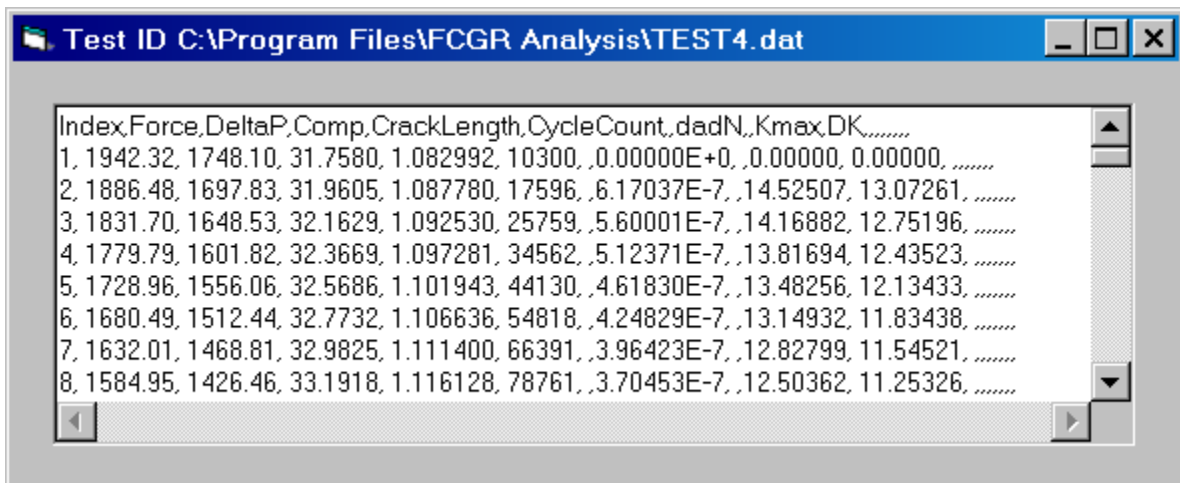 Test ID C:\Program Files\FCGR Analysis\TEST4.dat
Index,Force,DeltaP,Comp,CrackLength,CycleCount,,dadN,,Kmax,DK,,,,,,,,
1, 1942.32, 1748.10, 31.7580, 1.082992, 10300, ,0.00000E+0, ,0.00000, 0.00000, ,,,,,,,
2, 1886.48, 1697.83, 31.9605, 1.087780, 17596, ,6.17037E-7, ,14.52507, 13.07261, ,,,,,,,
3, 1831.70, 1648.53, 32.1629, 1.092530, 25759, ,5.60001E-7, ,14.16882, 12.75196, ,,,,,,,
4, 1779.79, 1601.82, 32.3669, 1.097281, 34562, ,5.12371E-7, ,13.81694, 12.43523, ,,,,,,,
5, 1728.96, 1556.06, 32.5686, 1.101943, 44130, ,4.61830E-7, ,13.48256, 12.13433, ,,,,,,,
6, 1680.49, 1512.44, 32.7732, 1.106636, 54818, ,4.24829E-7, ,13.14932, 11.83438, ,,,,,,,
7, 1632.01, 1468.81, 32.9825, 1.111400, 66391, ,3.96423E-7, ,12.82799, 11.54521, ,,,,,,,
8, 1584.95, 1426.46, 33.1918, 1.116128, 78761, ,3.70453E-7, ,12.50362, 11.25326, ,,,,,,,